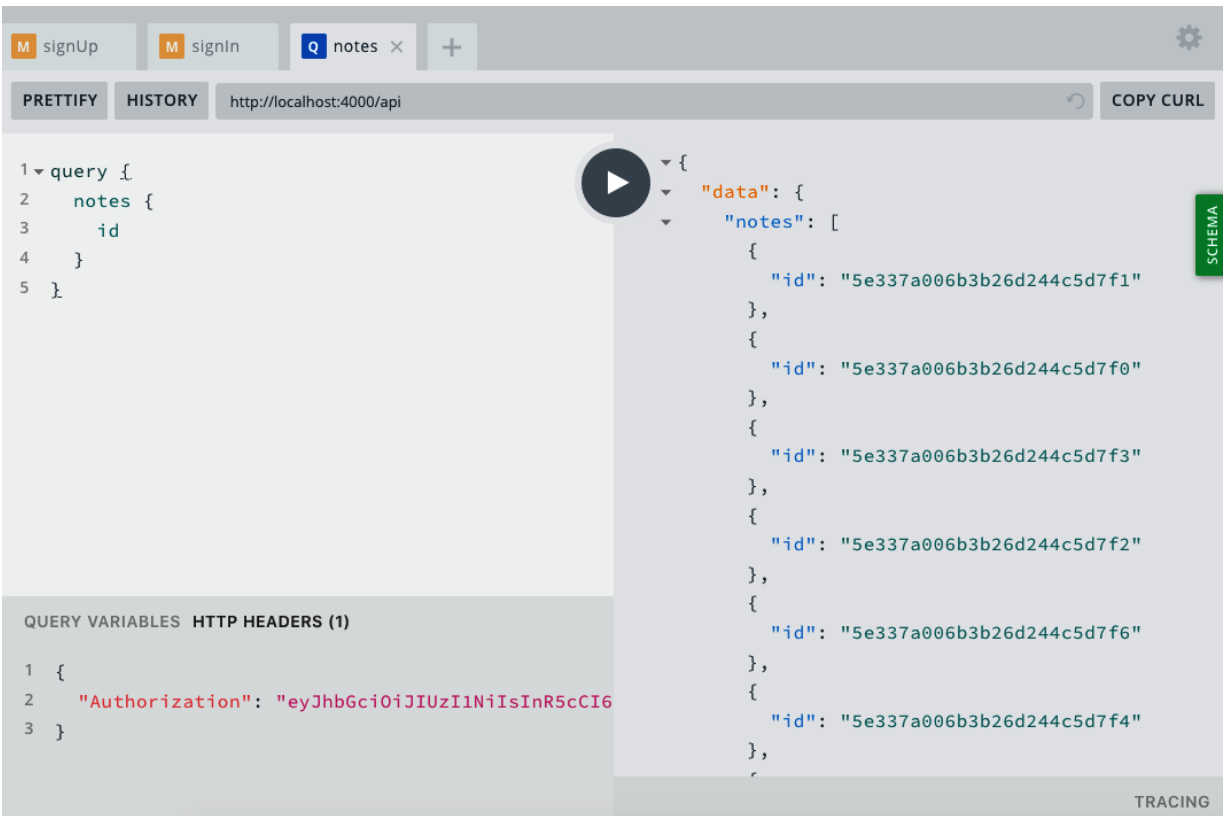 M signUp M signIn Q notes × +
PRETTIFY HISTORY http://localhost:4000/api COPY CURL
1 query {
2 notes {
3 id
4 }
5 }
QUERY VARIABLES HTTP HEADERS (1)
1 {
2 "Authorization": "eyJhbGciOiJIUzI1NiIsInR5cCI6
3 }
{
"data": {
"notes": [
{
"id": "5e337a006b3b26d244c5d7f1"
},
{
"id": "5e337a006b3b26d244c5d7f0"
},
{
"id": "5e337a006b3b26d244c5d7f3"
},
{
"id": "5e337a006b3b26d244c5d7f2"
},
{
"id": "5e337a006b3b26d244c5d7f6"
},
{
"id": "5e337a006b3b26d244c5d7f4"
},
SCHEMA
TRACING